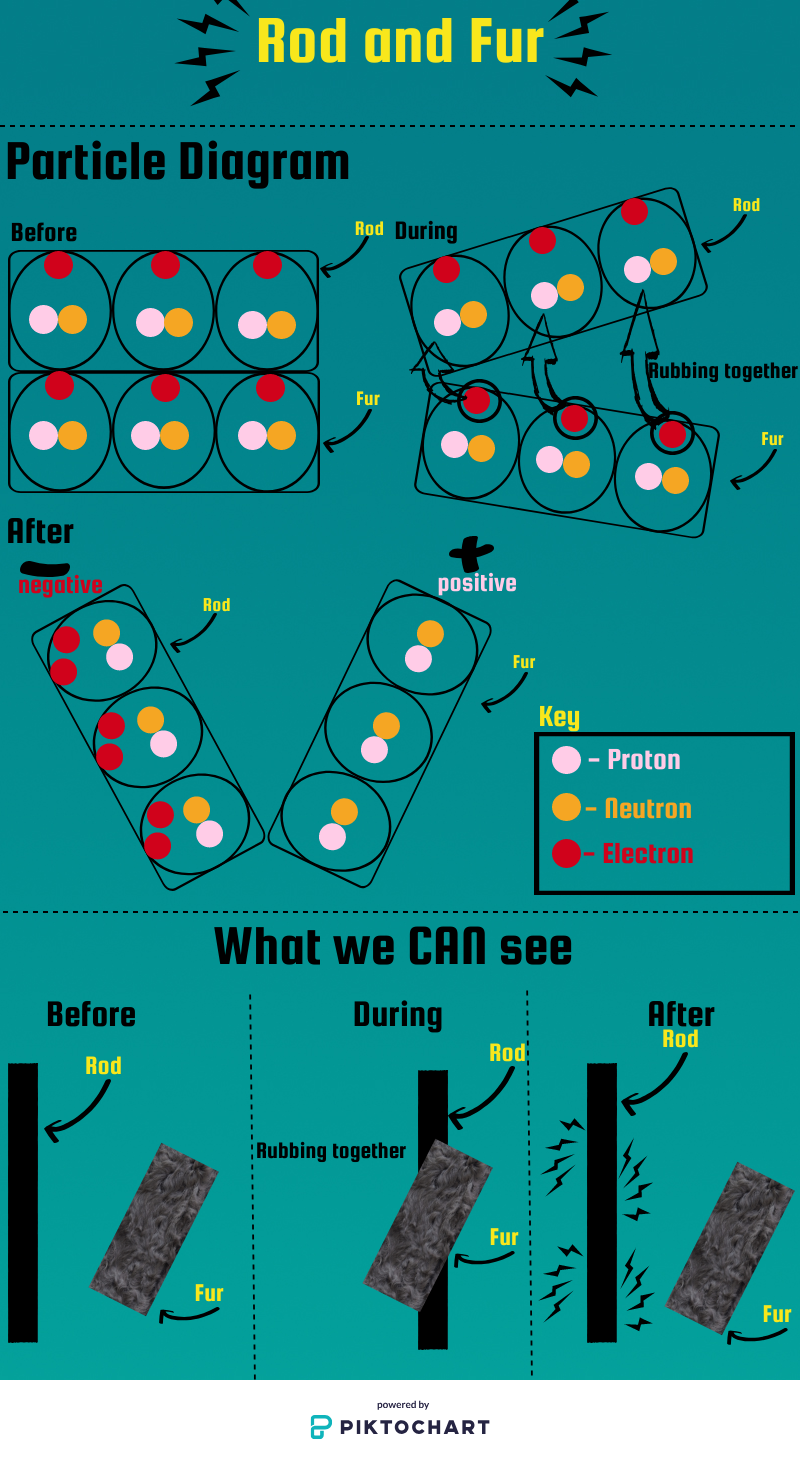 Rod and Fur
Particle Diagram
Before
Rod
Fur
During
Rod
Rubbing together
Fur
After
negative
Rod
positive
Fur
Key
- Proton
- Neutron
- Electron
What we CAN see
Before
Rod
Fur
During
Rod
Rubbing together
Fur
After
Rod
Fur
powered by
PIKTOCHART